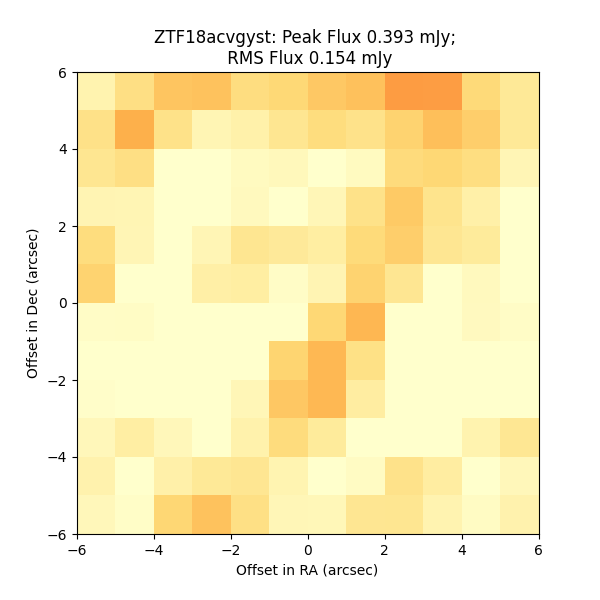 ZTF18acvgyst: Peak Flux 0.393 mJy;
RMS Flux 0.154 mJy
6
4
2
0
−2
−4
−6
Offset in Dec (arcsec)
−6 −4 −2 0 2 4 6
Offset in RA (arcsec)